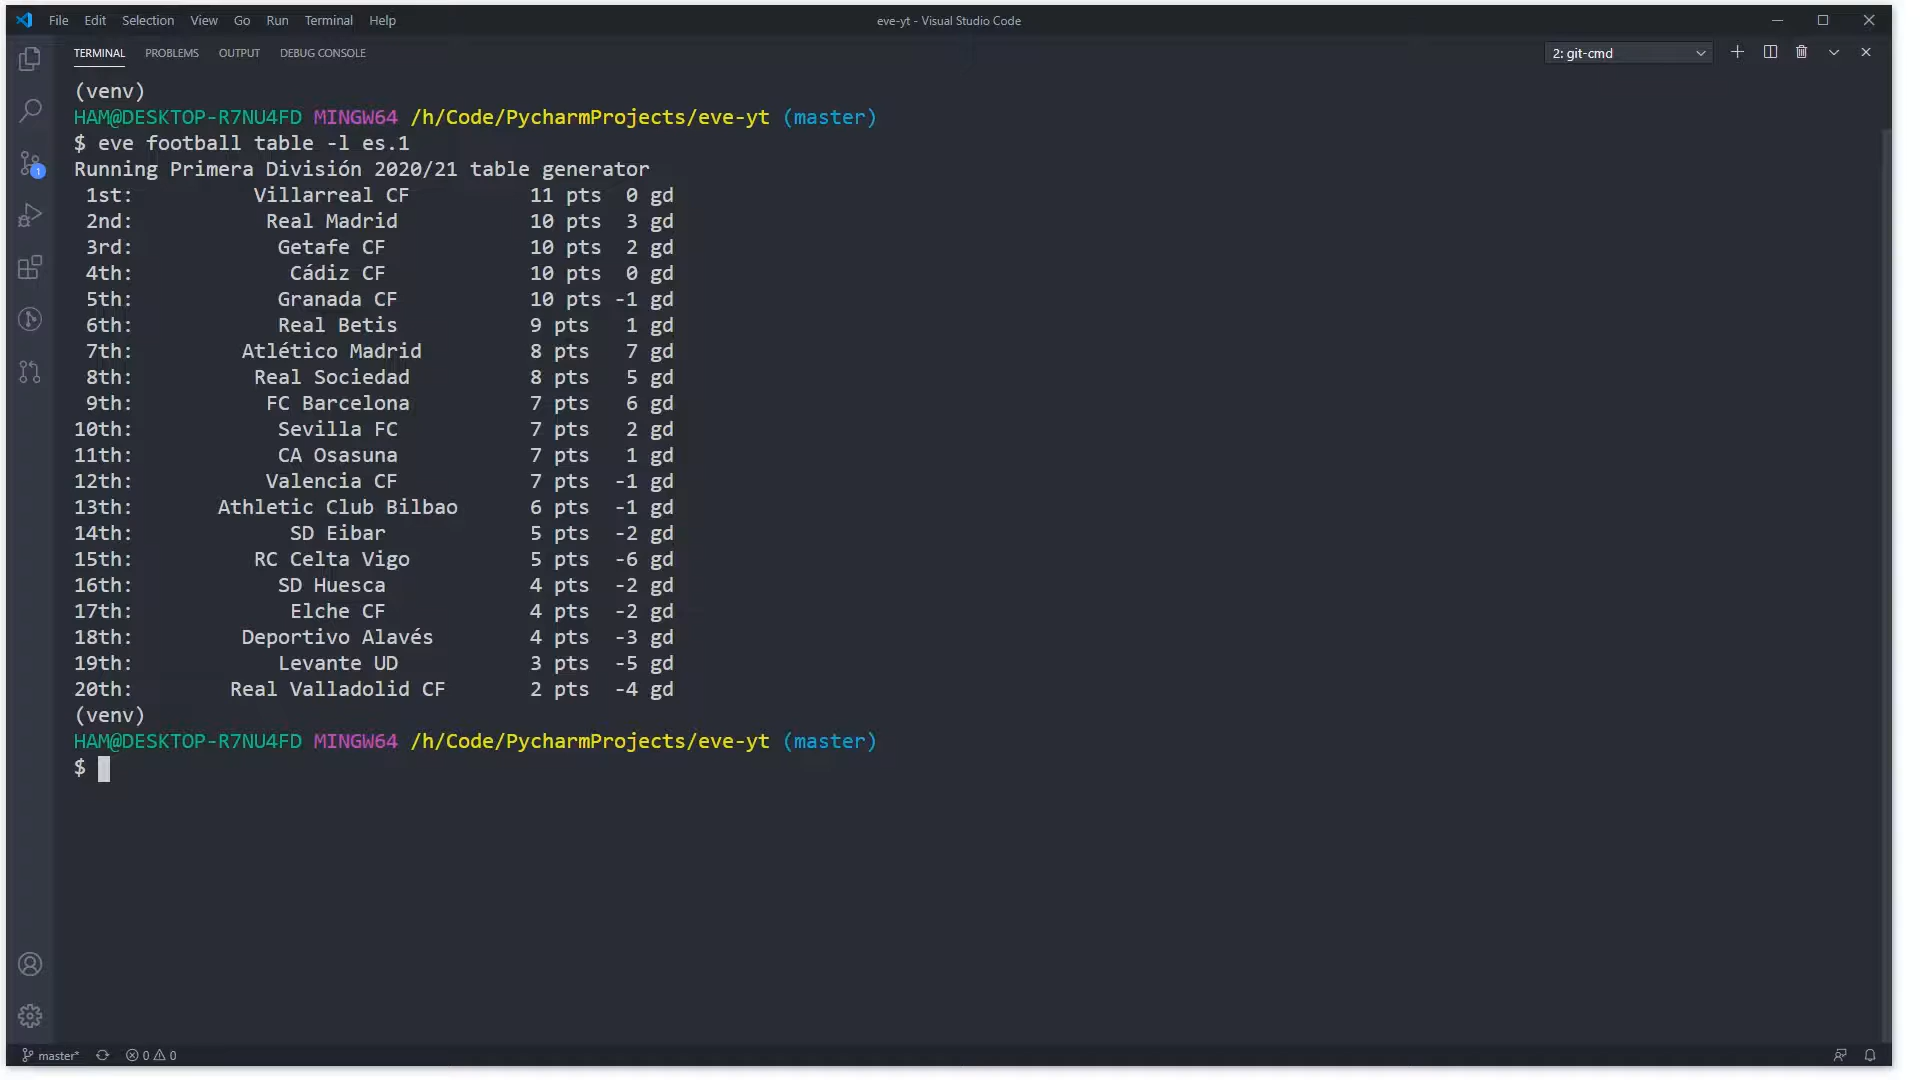 File Edit Selection View Go Run Terminal Help eve-yt - Visual Studio Code
TERMINAL PROBLEMS OUTPUT DEBUG CONSOLE 2: git-cmd
(venv)
HAM@DESKTOP-R7NU4FD MINGW64 /h/Code/PycharmProjects/eve-yt (master)
$ eve football table -l es.1
Running Primera División 2020/21 table generator
1st: Villarreal CF 11 pts 0 gd
2nd: Real Madrid 10 pts 3 gd
3rd: Getafe CF 10 pts 2 gd
4th: Cádiz CF 10 pts 0 gd
5th: Granada CF 10 pts -1 gd
6th: Real Betis 9 pts 1 gd
7th: Atlético Madrid 8 pts 7 gd
8th: Real Sociedad 8 pts 5 gd
9th: FC Barcelona 7 pts 6 gd
10th: Sevilla FC 7 pts 2 gd
11th: CA Osasuna 7 pts 1 gd
12th: Valencia CF 7 pts -1 gd
13th: Athletic Club Bilbao 6 pts -1 gd
14th: SD Eibar 5 pts -2 gd
15th: RC Celta Vigo 5 pts -6 gd
16th: SD Huesca 4 pts -2 gd
17th: Elche CF 4 pts -2 gd
18th: Deportivo Alavés 4 pts -3 gd
19th: Levante UD 3 pts -5 gd
20th: Real Valladolid CF 2 pts -4 gd
(venv)
HAM@DESKTOP-R7NU4FD MINGW64 /h/Code/PycharmProjects/eve-yt (master)
$
1
master* 0 0